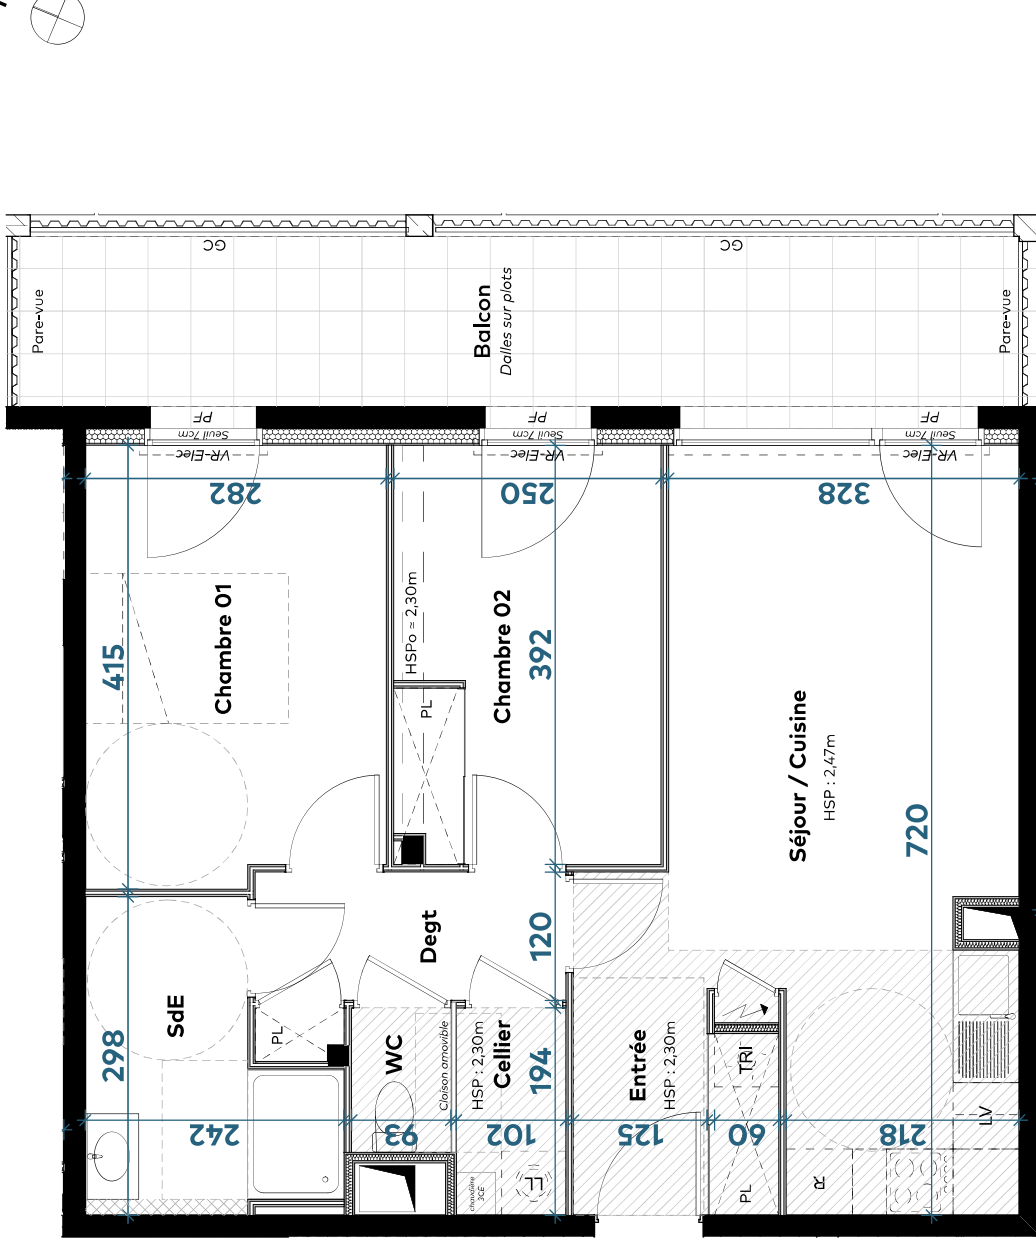 GC
GC
Pare-vue
Balcon
Dalles sur plots
Pare-vue
PF
Seuil 7cm
VR-Elec
PF
Seuil 7cm
VR-Elec
PF
Seuil 7cm
VR-Elec
282
250
328
415
Chambre 01
HSPo = 2,30m
PL
Chambre 02
392
Séjour / Cuisine
HSP : 2,47m
720
Degt
120
298
SdE
PL
WC
Cloison amovible
HSP : 2,30m
Cellier
194
Entrée
HSP : 2,30m
TRI
LV
242
93
102
125
60
218
chaudière
3CE
LL
PL
R